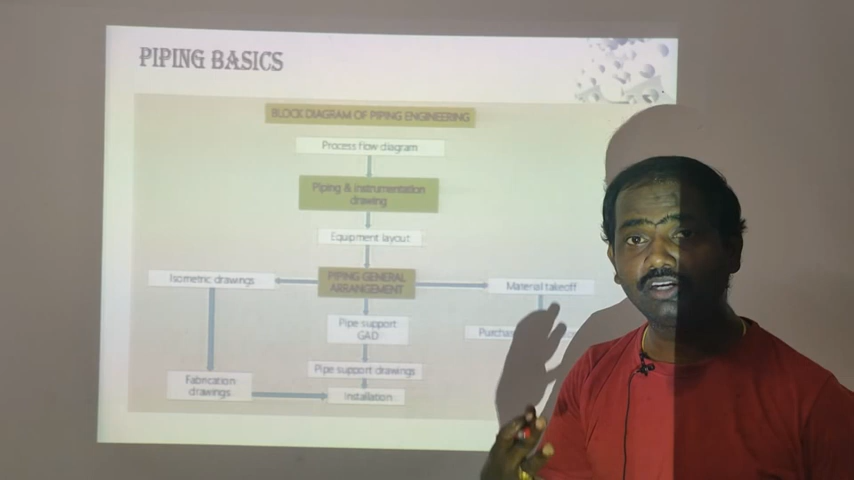 PIPING BASICS
BLOCK DIAGRAM OF PIPING ENGINEERING
Process flow diagram
Piping & instrumentation
drawing
Equipment layout
Isometric drawings
PIPING GENERAL
ARRANGEMENT
Material takeoff
Pipe support
GAD
Pipe support drawings
Fabrication
drawings
Installation